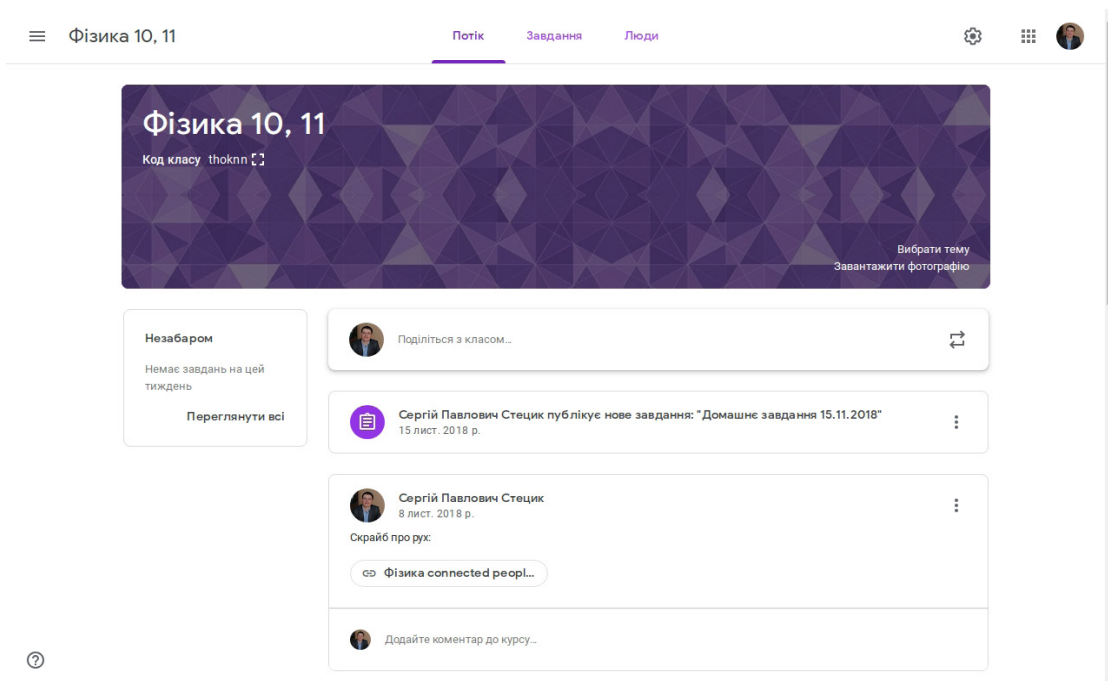 Фізика 10, 11
Потік
Завдання
Люди
Фізика 10, 11
Код класу thoknn
Вибрати тему
Завантажити фотографію
Незабаром
Немає завдань на цей
тиждень
Переглянути всі
Поділіться з класом…
Сергій Павлович Стецик публікує нове завдання: "Домашнє завдання 15.11.2018"
15 лист. 2018 р.
Сергій Павлович Стецик
8 лист. 2018 р.
Скрайб про рух:
Фізика connected peopl...
Додайте коментар до курсу…